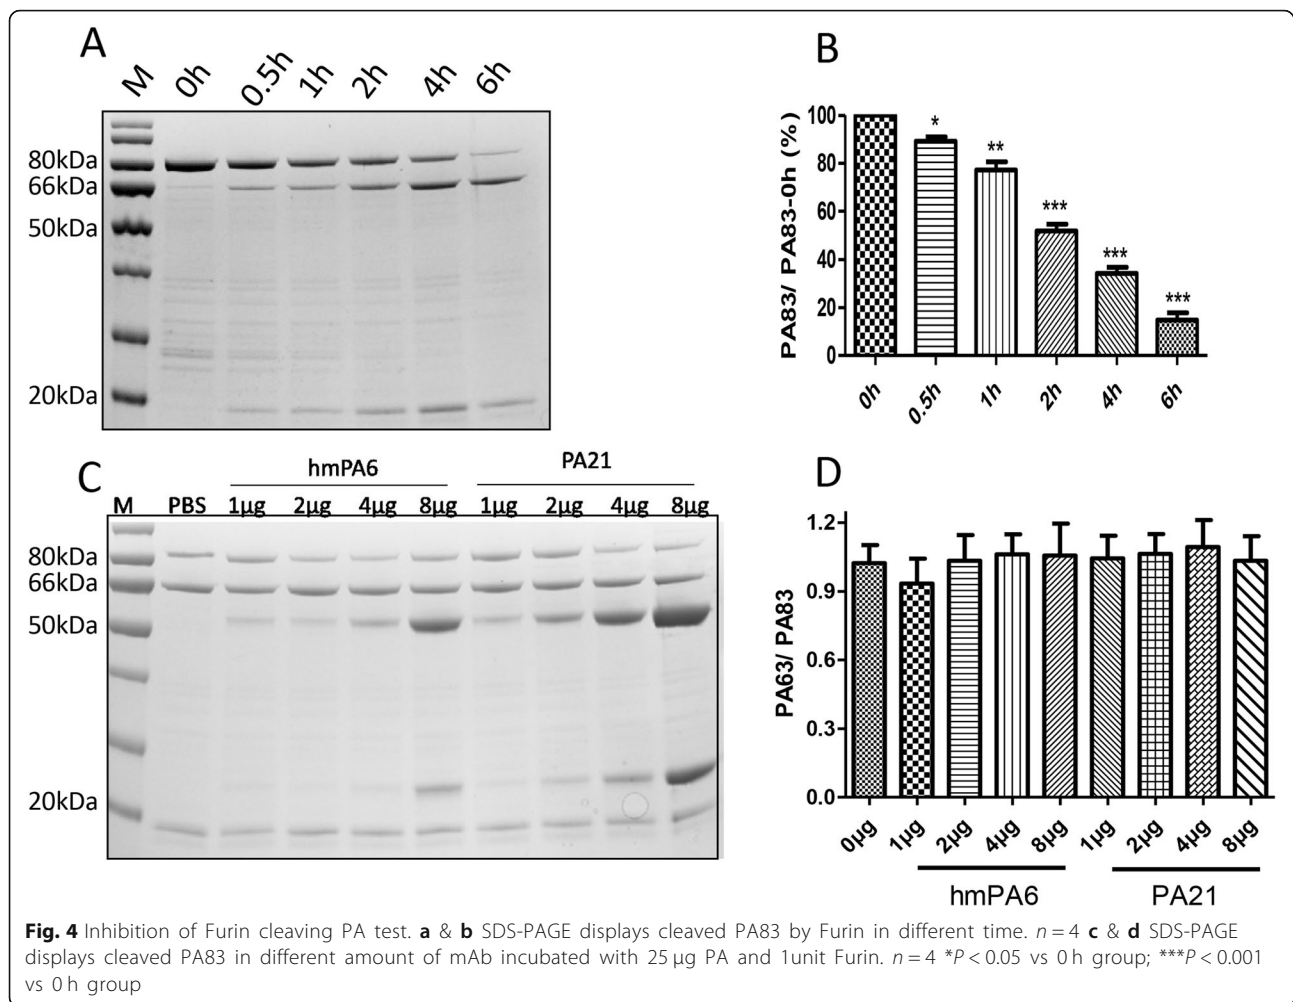 A
M 0h 0.5h 1h 2h 4h 6h
80kDa
66kDa
50kDa
20kDa
B
PA83/ PA83-0h (%)
100
80
60
40
20
0
* ** *** *** ***
0h 0.5h 1h 2h 4h 6h
C
hmPA6 PA21
M PBS 1μg 2μg 4μg 8μg 1μg 2μg 4μg 8μg
80kDa
66kDa
50kDa
20kDa
D
PA63/ PA83
1.2
0.9
0.6
0.3
0.0
0μg 1μg 2μg 4μg 8μg 1μg 2μg 4μg 8μg
hmPA6 PA21
Fig. 4 Inhibition of Furin cleaving PA test. a & b SDS-PAGE displays cleaved PA83 by Furin in different time. n = 4 c & d SDS-PAGE
displays cleaved PA83 in different amount of mAb incubated with 25 μg PA and 1unit Furin. n = 4 *P < 0.05 vs 0 h group; ***P < 0.001
vs 0 h group